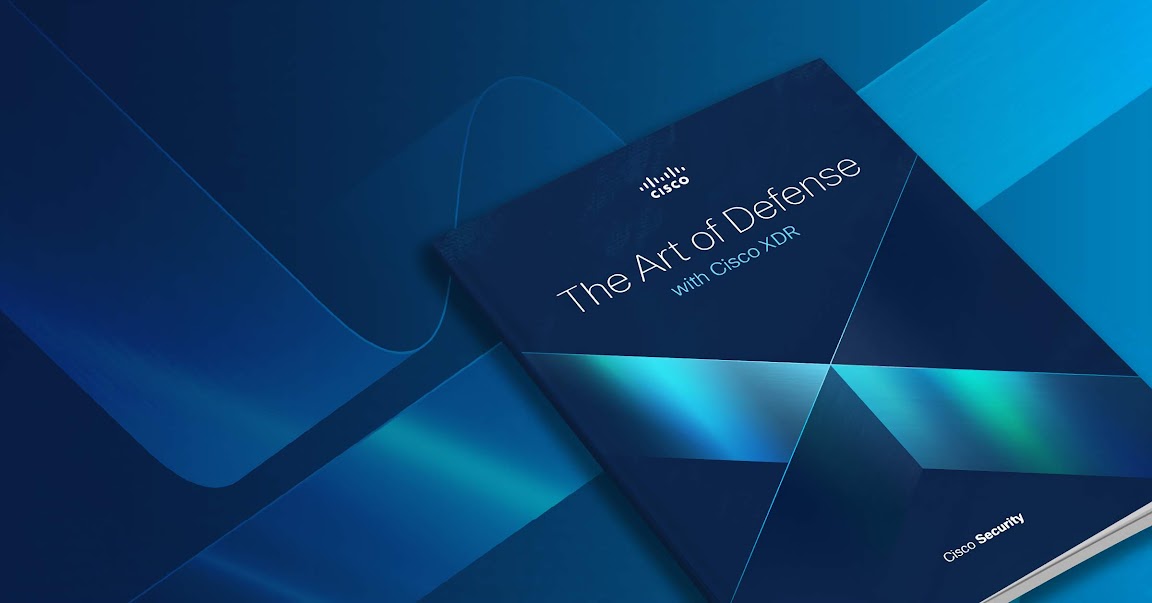 CISCO
The Art of Defense
with Cisco XDR
Cisco Security